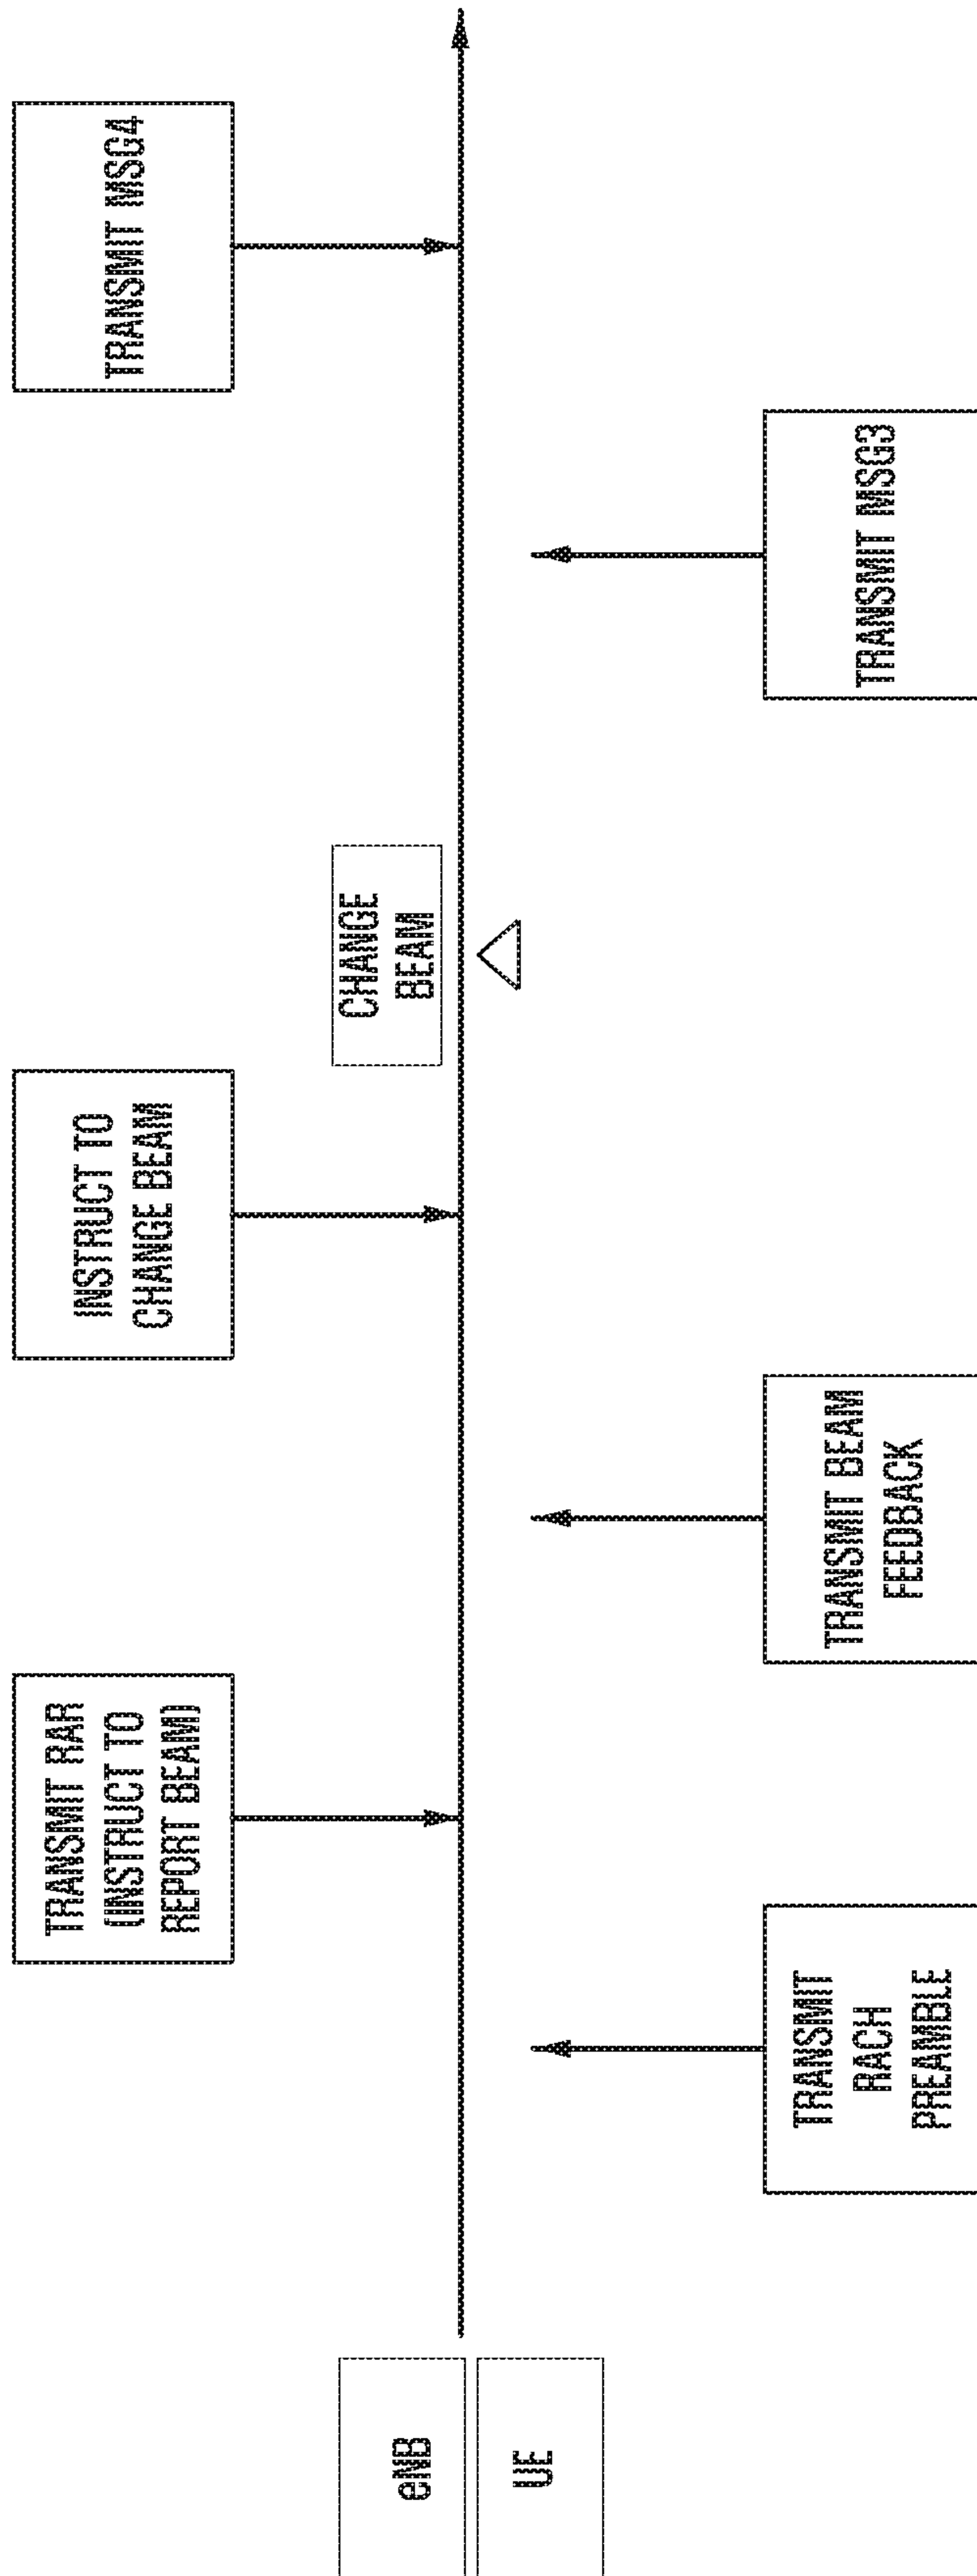 TRANSMIT RAR
(INSTRUCT TO
REPORT BEAM)
INSTRUCT TO
CHANGE BEAM
TRANSMIT MSG4
eNB
CHANGE
BEAM
UE
TRANSMIT
RACH
PREAMBLE
TRANSMIT BEAM
FEEDBACK
TRANSMIT MSG3